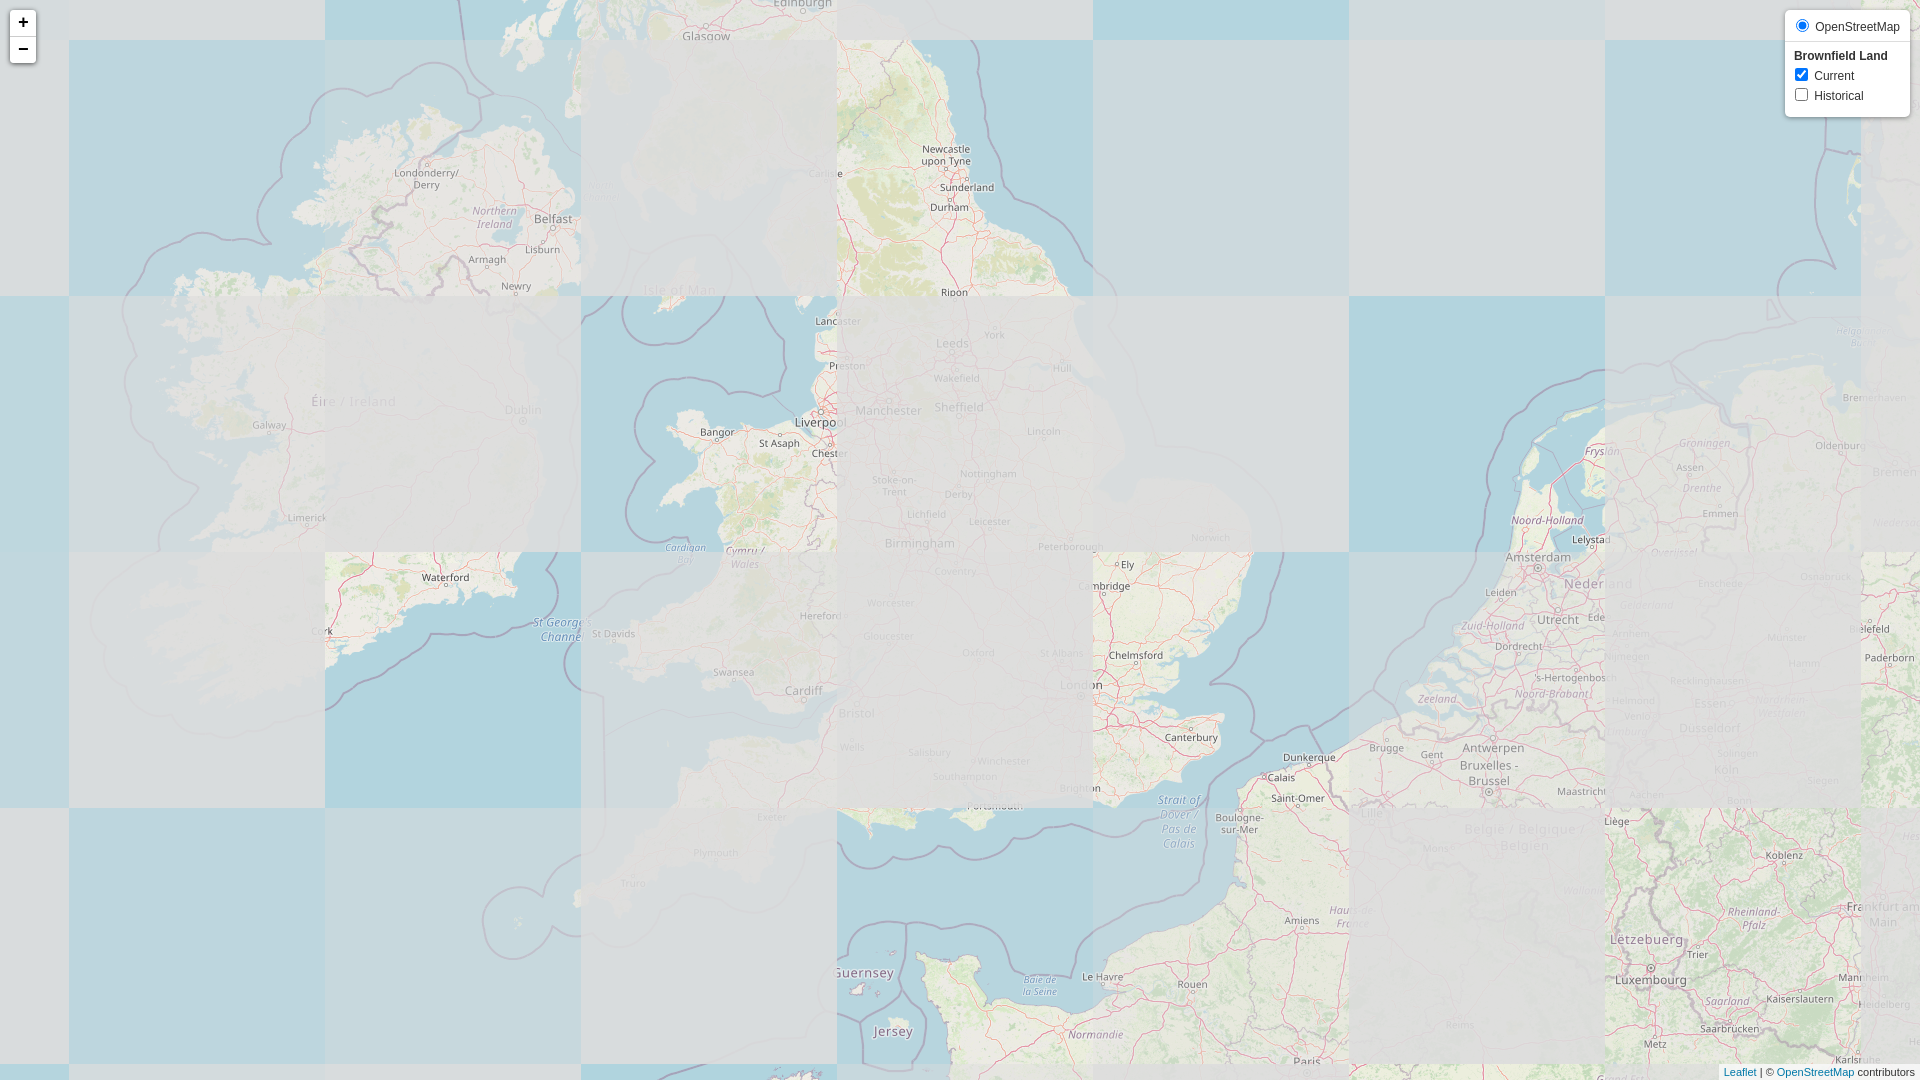 +
−
OpenStreetMap
Brownfield Land
Current
Historical
Edinburgh
Glasgow
Newcastle
upon Tyne
Sunderland
Durham
Carlisle
Londonderry/
Derry
Northern
Ireland
Belfast
Lisburn
Armagh
Newry
Isle of Man
Ripon
Lancaster
York
Leeds
Preston
Hull
Wakefield
Manchester
Sheffield
Liverpool
Lincoln
Bangor
St Asaph
Chester
Éire / Ireland
Dublin
Galway
Limerick
Nottingham
Stoke-on-
Trent
Derby
Lichfield
Leicester
Birmingham
Peterborough
Norwich
Cardigan
Bay
Cymru /
Wales
Coventry
Ely
Cambridge
Waterford
Cork
St George's
Channel
Worcester
Hereford
St Davids
Gloucester
Oxford
St Albans
Chelmsford
Swansea
Cardiff
London
Bristol
Wells
Salisbury
Winchester
Southampton
Canterbury
Brighton
Portsmouth
Exeter
Plymouth
Truro
Strait of
Dover /
Pas de
Calais
Dunkerque
Calais
Saint-Omer
Boulogne-
sur-Mer
Bremerhaven
Groningen
Oldenburg
Fryslân
Assen
Bremen
Drenthe
Emmen
Noord-Holland
Lelystad
Amsterdam
Nederland
Leiden
Gelderland
Utrecht
Ede
Zuid-Holland
Arnhem
Münster
Bielefeld
Dordrecht
Nijmegen
Paderborn
Hamm
's-Hertogenbosch
Recklinghausen
Noord-Brabant
Zeeland
Helmond
Essen
Venlo
Düsseldorf
Brugge
Gent
Antwerpen
Bruxelles -
Brussel
Solingen
Köln
Siegen
Maastricht
Aachen
Bonn
Lille
België / Belgique /
Belgien
Mons
Liège
Koblenz
Amiens
Hauts-de-
France
Rheinland-
Pfalz
Frankfurt am
Main
Lëtzebuerg
Trier
Luxembourg
Mannheim
Kaiserslautern
Heidelberg
Saarland
Saarbrücken
Metz
Karlsruhe
Guernsey
Jersey
Le Havre
Baie de
la Seine
Rouen
Normandie
Reims
Paris
Grand Est
Leaflet | © OpenStreetMap contributors